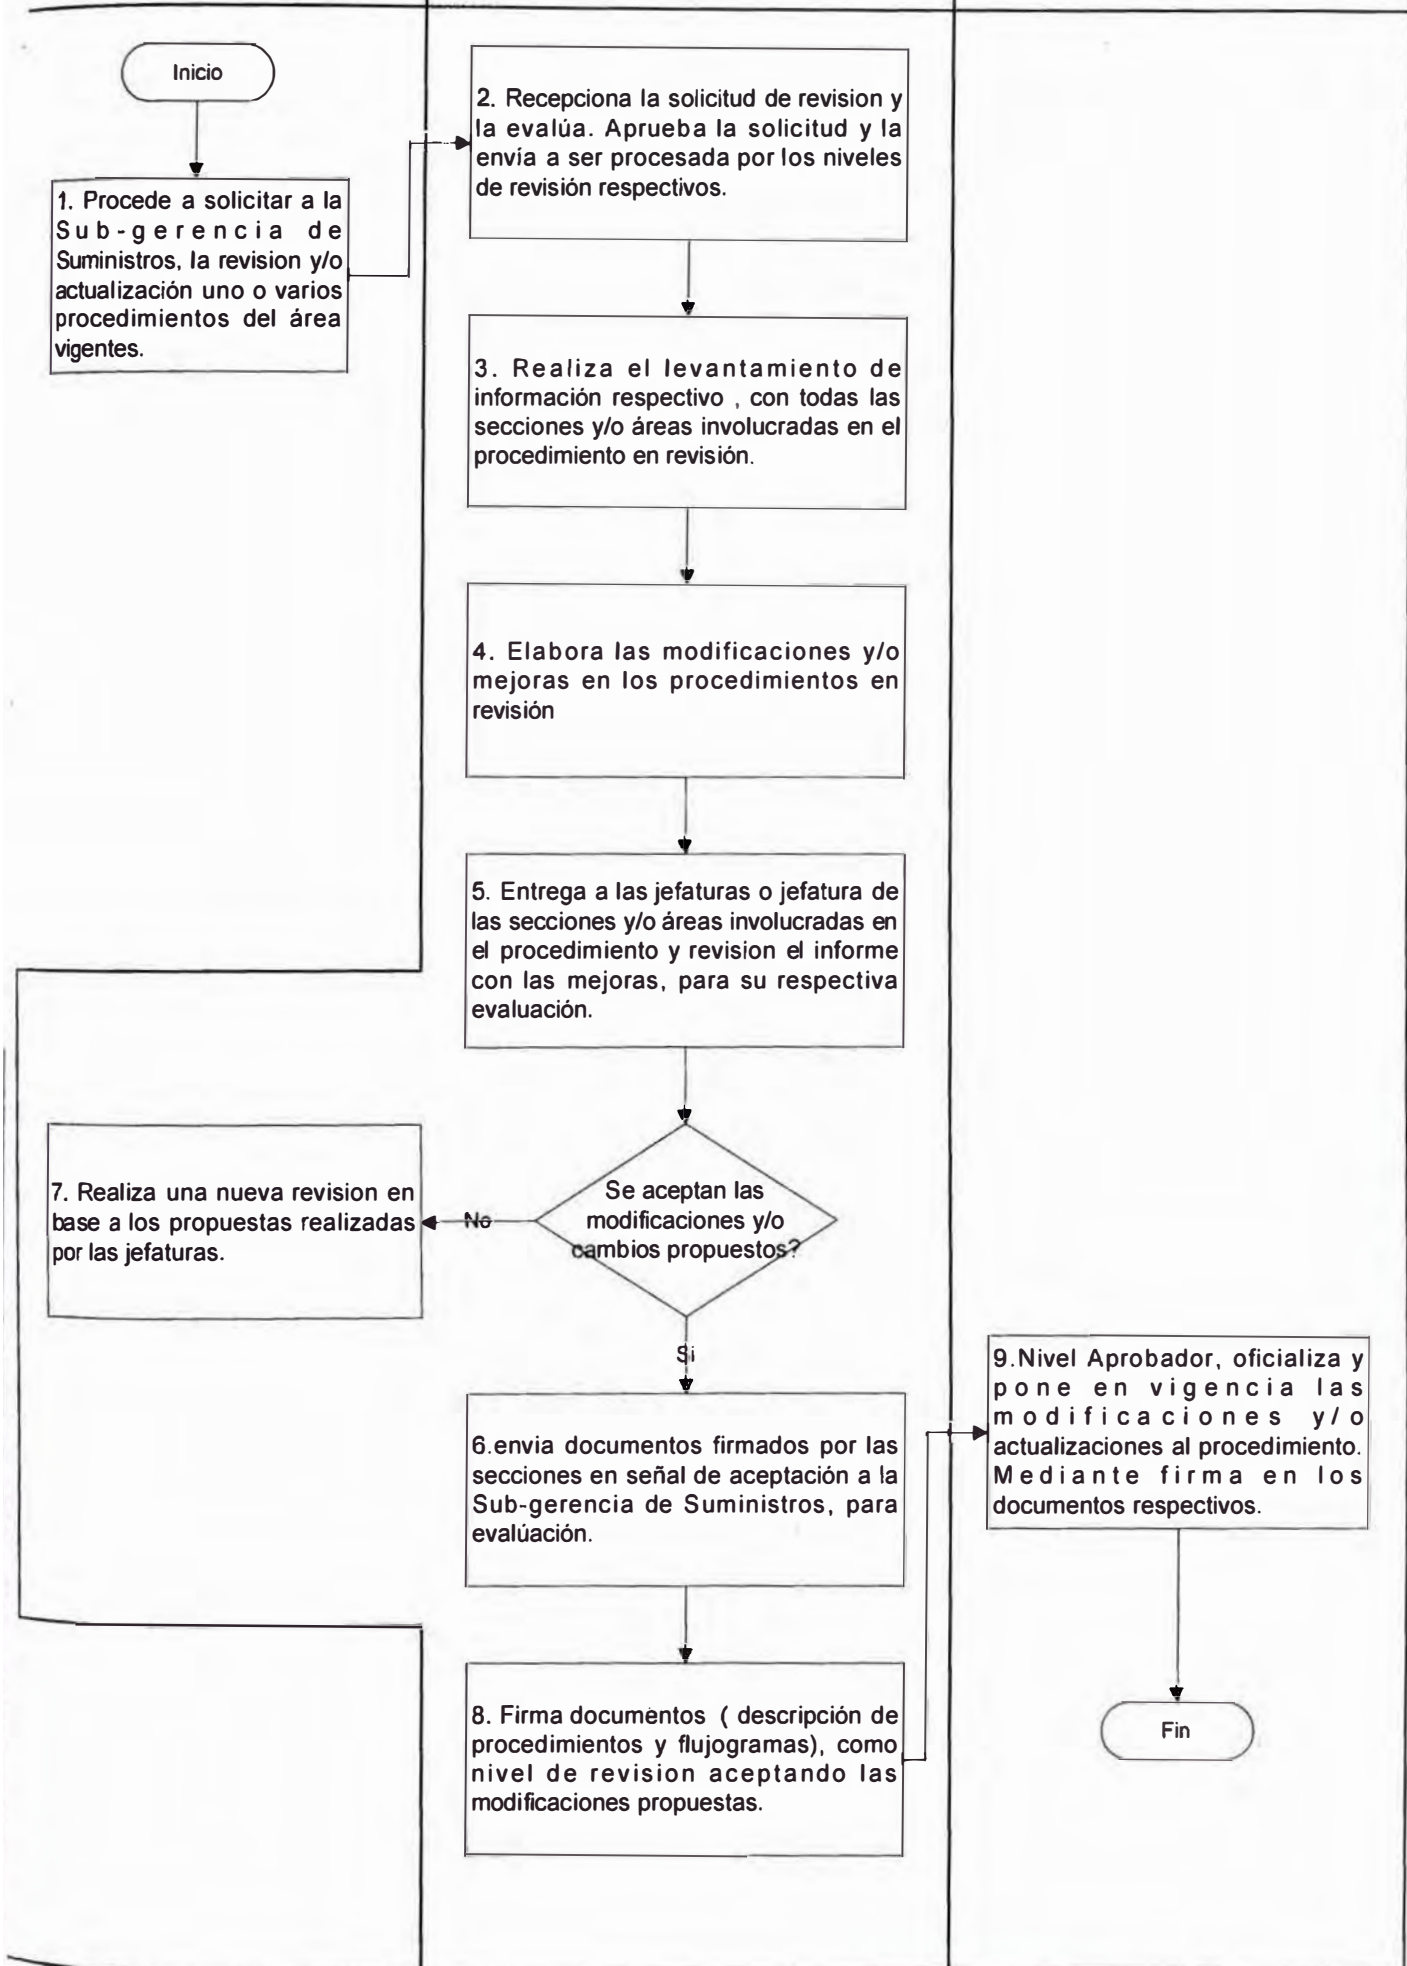 Inicio
1. Procede a solicitar a la
Sub-gerencia de
Suministros, la revision y/o
actualización uno o varios
procedimientos del área
vigentes.
2. Recepciona la solicitud de revision y
la evalúa. Aprueba la solicitud y la
envía a ser procesada por los niveles
de revisión respectivos.
3. Realiza el levantamiento de
información respectivo , con todas las
secciones y/o áreas involucradas en el
procedimiento en revisión.
4. Elabora las modificaciones y/o
mejoras en los procedimientos en
revisión
5. Entrega a las jefaturas o jefatura de
las secciones y/o áreas involucradas en
el procedimiento y revision el informe
con las mejoras, para su respectiva
evaluación.
Se aceptan las
modificaciones y/o
cambios propuestos?
No
7. Realiza una nueva revision en
base a los propuestas realizadas
por las jefaturas.
Si
6.envia documentos firmados por las
secciones en señal de aceptación a la
Sub-gerencia de Suministros, para
evalúación.
8. Firma documentos ( descripción de
procedimientos y flujogramas), como
nivel de revision aceptando las
modificaciones propuestas.
9.Nivel Aprobador, oficializa y
pone en vigencia las
modificaciones y/o
actualizaciones al procedimiento.
Mediante firma en los
documentos respectivos.
Fin